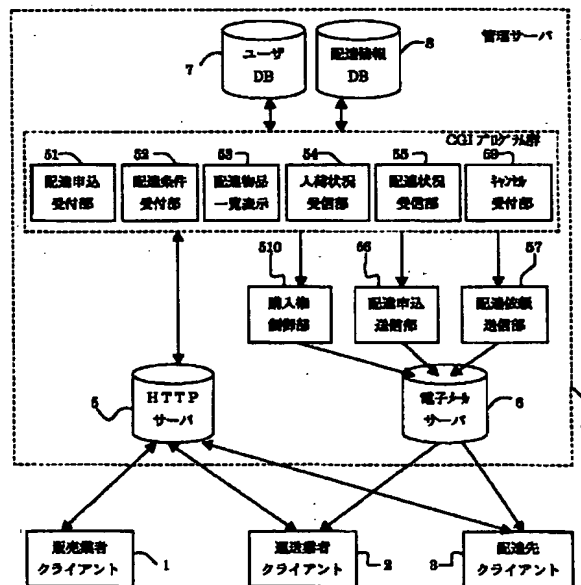 管理サーバ
7
ユーザ
DB
8
配達情報
DB
CGIプログラム群
51
配達申込
受付部
52
配達条件
受付部
53
配達物品
一覧表示
54
入荷状況
受信部
55
配達状況
受信部
59
キャンセル
受付部
510
購入権
制御部
56
配達申込
送信部
57
配達依頼
送信部
5
HTTP
サーバ
電子メール
サーバ
6
販売業者
クライアント
1
運送業者
クライアント
2
3
配達先
クライアント